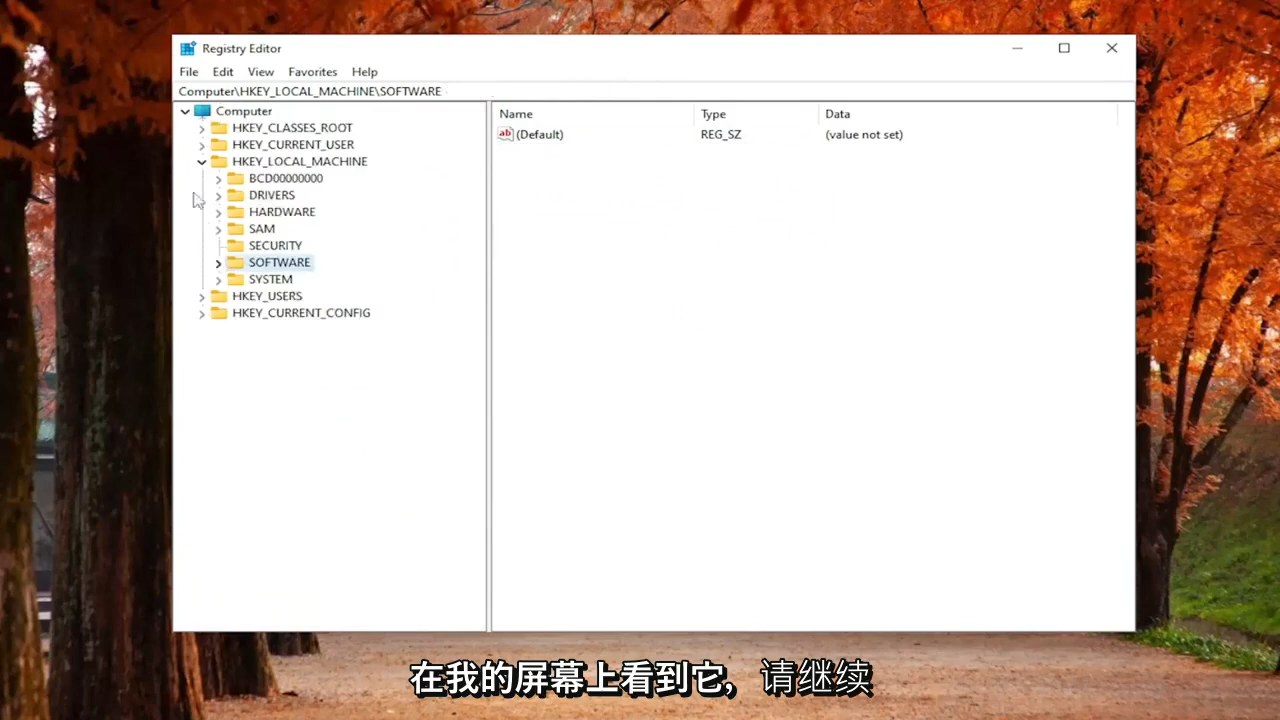 Registry Editor
File Edit View Favorites Help
Computer\HKEY_LOCAL_MACHINE\SOFTWARE
Computer
HKEY_CLASSES_ROOT
HKEY_CURRENT_USER
HKEY_LOCAL_MACHINE
BCD00000000
DRIVERS
HARDWARE
SAM
SECURITY
SOFTWARE
SYSTEM
HKEY_USERS
HKEY_CURRENT_CONFIG
Name Type Data
ab (Default) REG_SZ (value not set)
在我的屏幕上看到它, 请继续